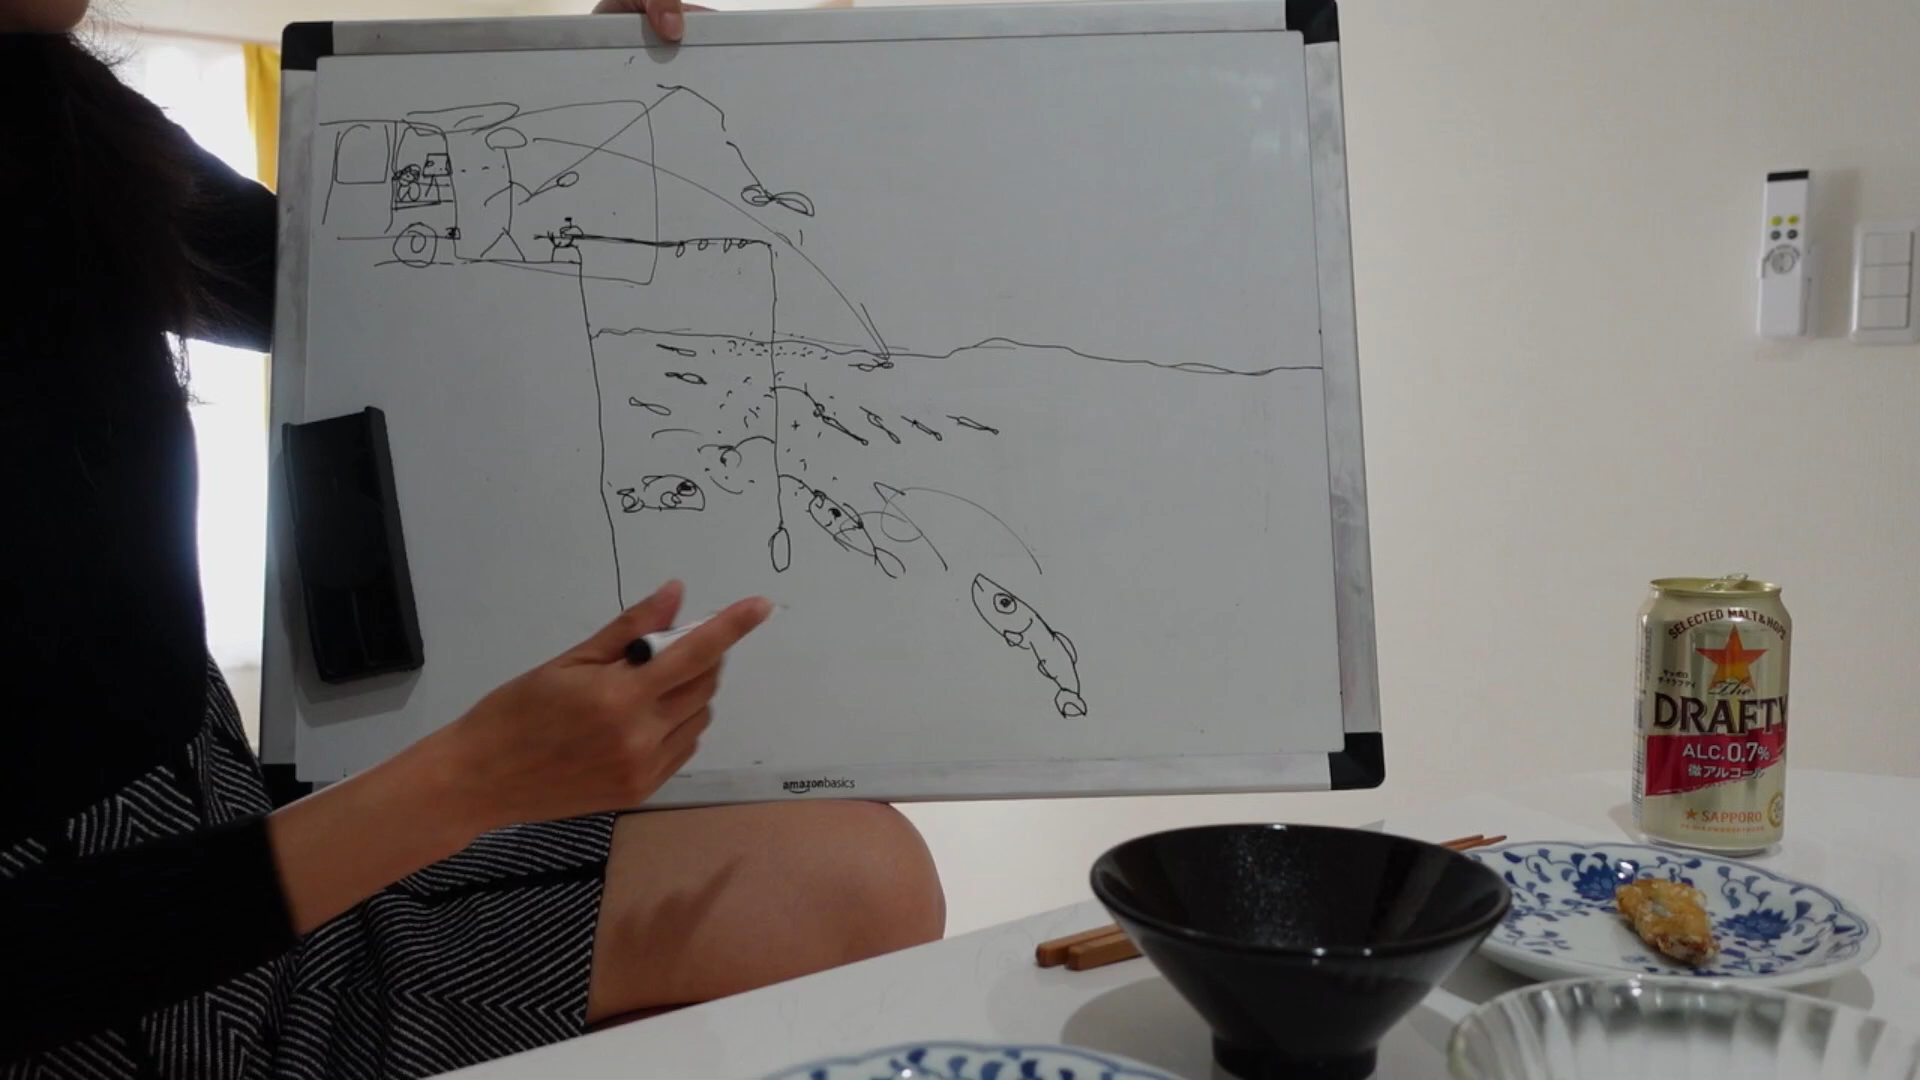 amazonbasics
SELECTED MALT & HOPS
The
DRAFTY
ALC.0.7%
微アルコール
SAPPORO